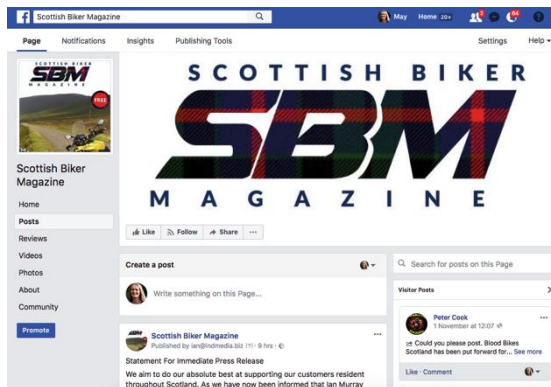 Scottish Biker Magazine
May Home 20+ 2 64
Page Notifications Insights Publishing Tools Settings Help
SBM
MAGAZINE
FREE
SCOTTISH BIKER
SBM
MAGAZINE
Scottish Biker
Magazine
Home
Posts
Reviews
Videos
Photos
About
Community
Promote
Like Follow Share ...
Create a post
Write something on this Page...
Search for posts on this Page
Visitor Posts
Peter Cook
1 November at 12:07
Could you please post. Blood Bikes
Scotland has been put forward for... See more
Like · Comment
Scottish Biker Magazine
Published by ian@indmedia.biz [?] · 9 hrs ·
Statement For Immediate Press Release
We aim to do our absolute best at supporting our customers resident
throughout Scotland. As we have now been informed that Ian Murray